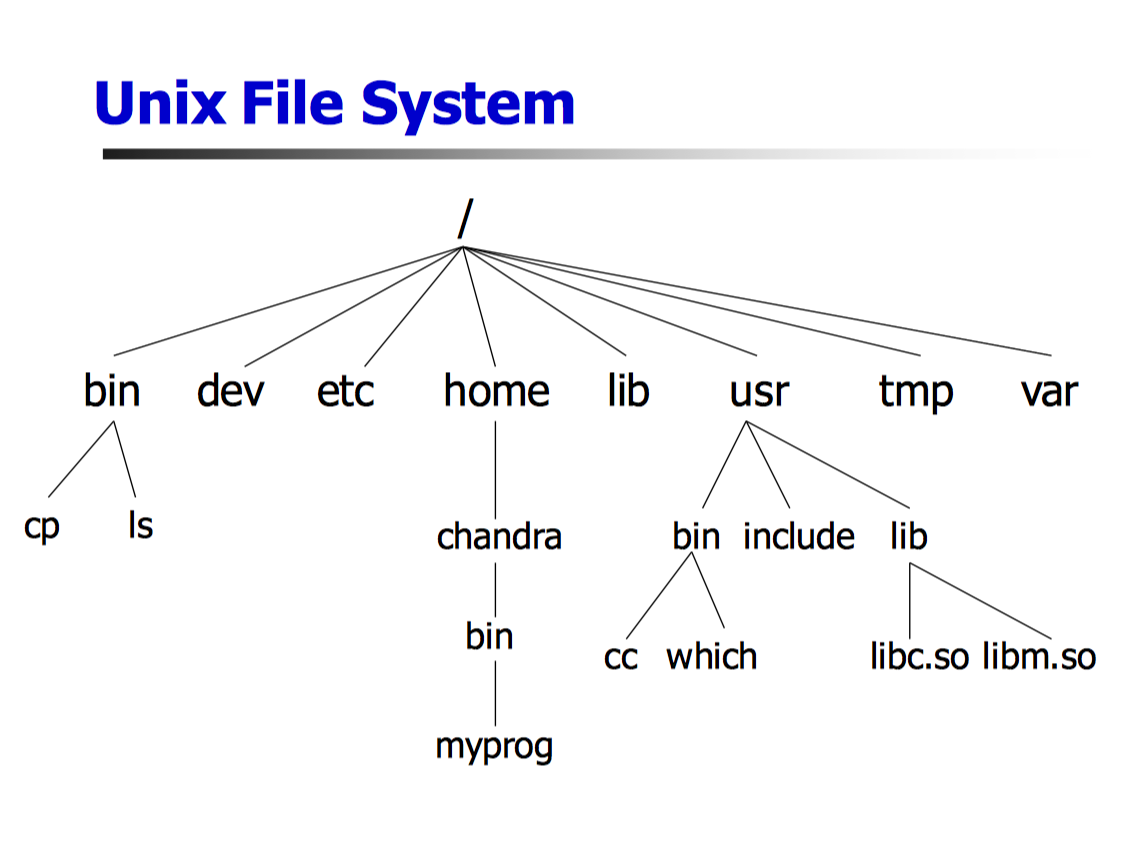 Unix File System
/
bin dev etc home lib usr tmp var
cp ls chandra bin include lib
bin cc which libc.so libm.so
myprog